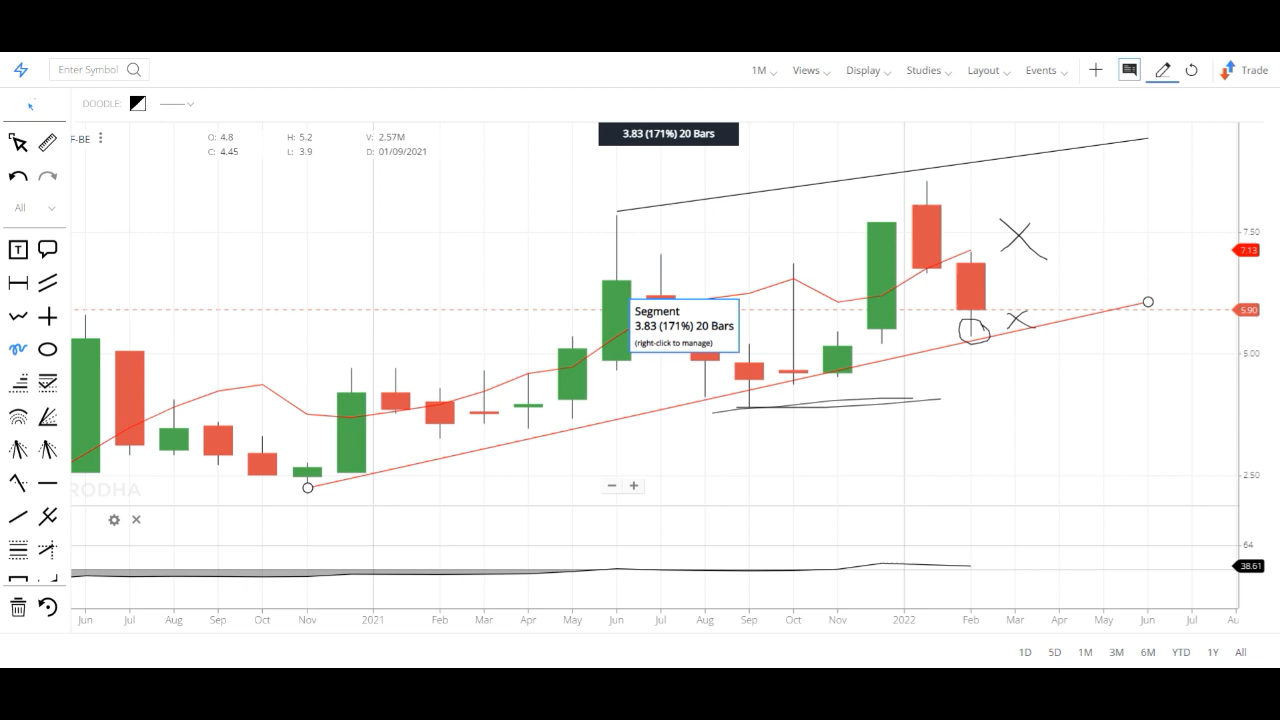 Enter Symbol
1M Views Display Studies Layout Events Trade
DOODLE:
F-BE O: 4.8 H: 5.2 V: 2.57M
C: 4.45 L: 3.9 D: 01/09/2021
3.83 (171%) 20 Bars
All
7.50
7.13
Segment
3.83 (171%) 20 Bars
(right-click to manage)
5.90
5.00
2.50
RODHA
64
38.61
Jun Jul Aug Sep Oct Nov 2021 Feb Mar Apr May Jun Jul Aug Sep Oct Nov 2022 Feb Mar Apr May Jun Jul Au
1D 5D 1M 3M 6M YTD 1Y All